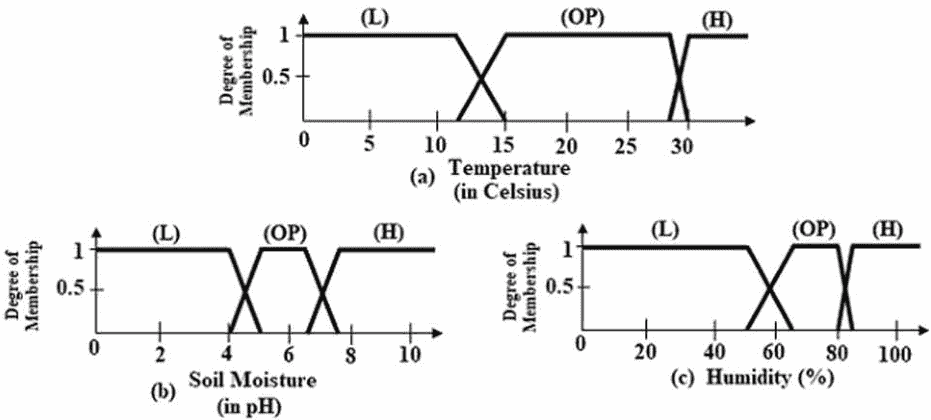 (L) (OP) (H)
Degree of
Membership
1
0.5
0 5 10 15 20 25 30
(a) Temperature
(in Celsius)
(L) (OP) (H)
Degree of
Membership
1
0.5
0 2 4 6 8 10
(b) Soil Moisture
(in pH)
(L) (OP) (H)
Degree of
Membership
1
0.5
0 20 40 60 80 100
(c) Humidity (%)